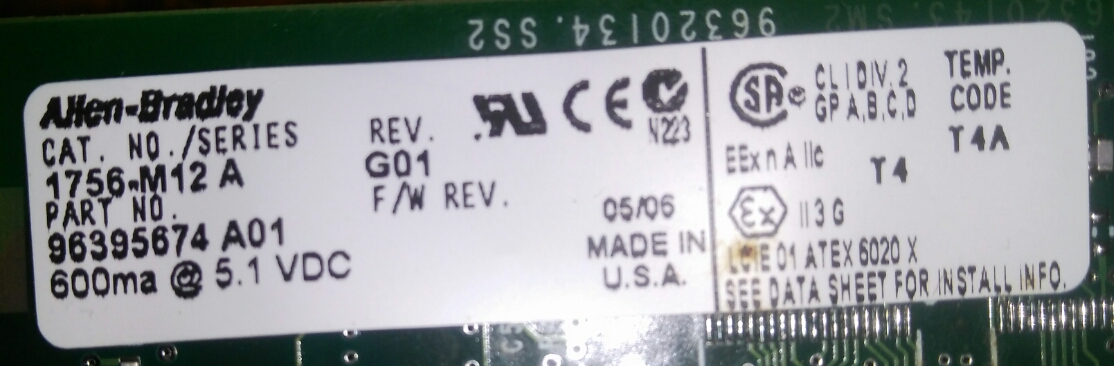 96320134.SS2
Allen-Bradley
CAT. NO./SERIES
1756-M12 A
PART NO.
96395674 A01
600ma @ 5.1 VDC
REV.
G01
F/W REV.
N223
05/06
MADE IN
U.S.A.
CL I DIV. 2
GP A,B,C,D
TEMP.
CODE
T4A
EEx n A IIc
T4
Ex II 3 G
LCIE 01 ATEX 6020 X
SEE DATA SHEET FOR INSTALL INFO.